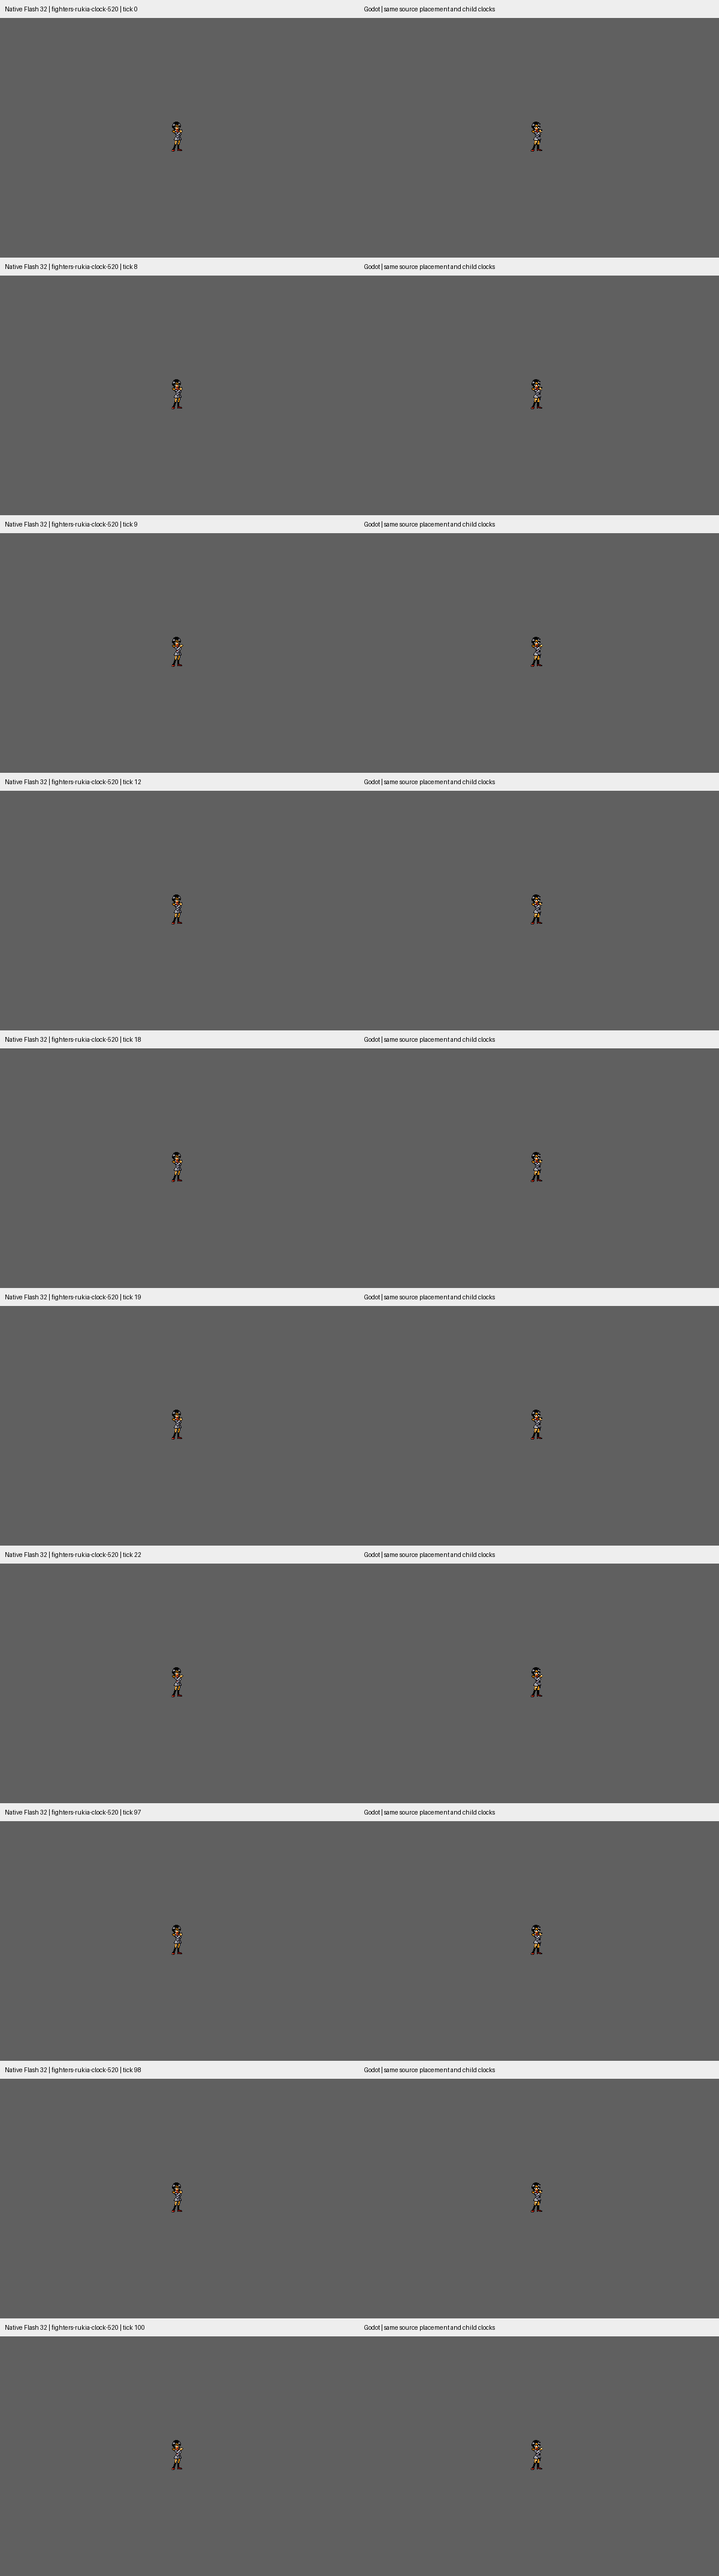 Native Flash 32 | fighters-rukia-clock-520 | tick 0
Godot | same source placement and child clocks
Native Flash 32 | fighters-rukia-clock-520 | tick 8
Godot | same source placement and child clocks
Native Flash 32 | fighters-rukia-clock-520 | tick 9
Godot | same source placement and child clocks
Native Flash 32 | fighters-rukia-clock-520 | tick 12
Godot | same source placement and child clocks
Native Flash 32 | fighters-rukia-clock-520 | tick 18
Godot | same source placement and child clocks
Native Flash 32 | fighters-rukia-clock-520 | tick 19
Godot | same source placement and child clocks
Native Flash 32 | fighters-rukia-clock-520 | tick 22
Godot | same source placement and child clocks
Native Flash 32 | fighters-rukia-clock-520 | tick 97
Godot | same source placement and child clocks
Native Flash 32 | fighters-rukia-clock-520 | tick 98
Godot | same source placement and child clocks
Native Flash 32 | fighters-rukia-clock-520 | tick 100
Godot | same source placement and child clocks